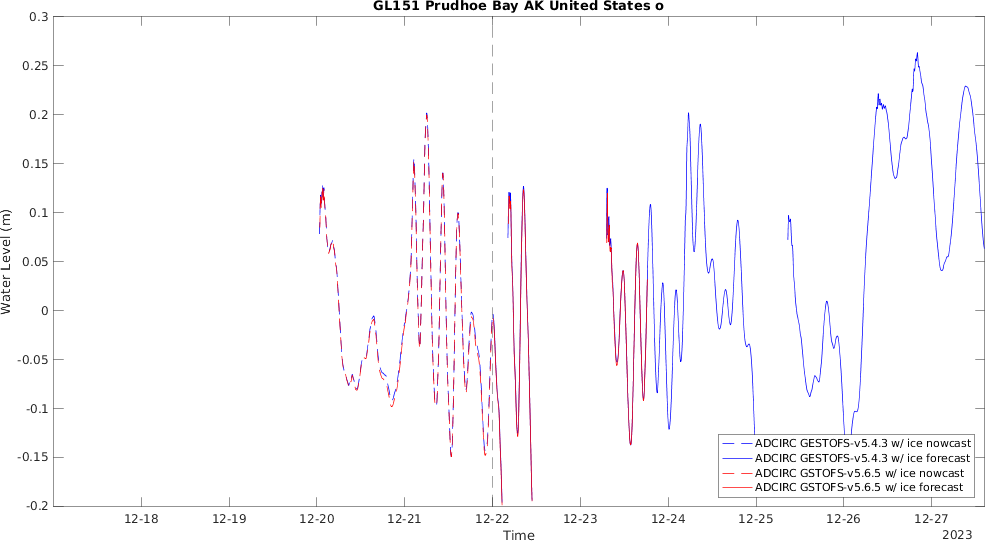 GL151 Prudhoe Bay AK United States o
0.3
0.25
0.2
0.15
0.1
0.05
0
-0.05
-0.1
-0.15
-0.2
Water Level (m)
12-18 12-19 12-20 12-21 12-22 12-23 12-24 12-25 12-26 12-27
Time
2023
ADCIRC GESTOFS-v5.4.3 w/ ice nowcast
ADCIRC GESTOFS-v5.4.3 w/ ice forecast
ADCIRC GSTOFS-v5.6.5 w/ ice nowcast
ADCIRC GSTOFS-v5.6.5 w/ ice forecast